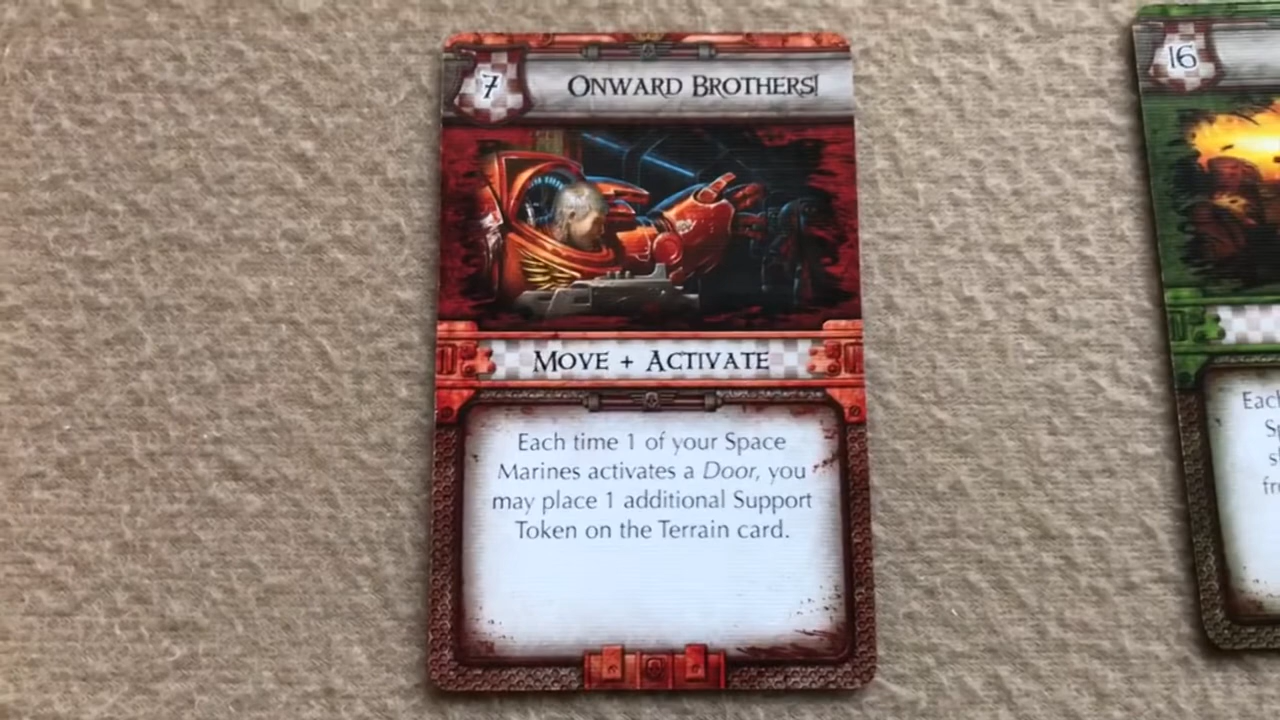 7
ONWARD BROTHERS!
MOVE + ACTIVATE
Each time 1 of your Space
Marines activates a Door, you
may place 1 additional Support
Token on the Terrain card.
16
Each